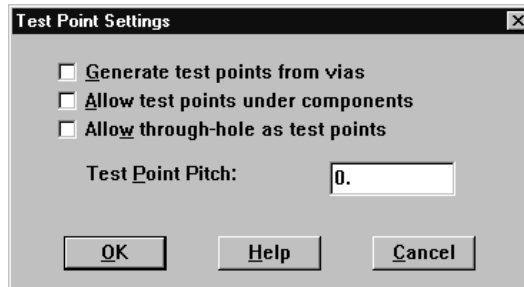 Test Point Settings
Generate test points from vias
Allow test points under components
Allow through-hole as test points
Test Point Pitch: 0.
OK Help Cancel